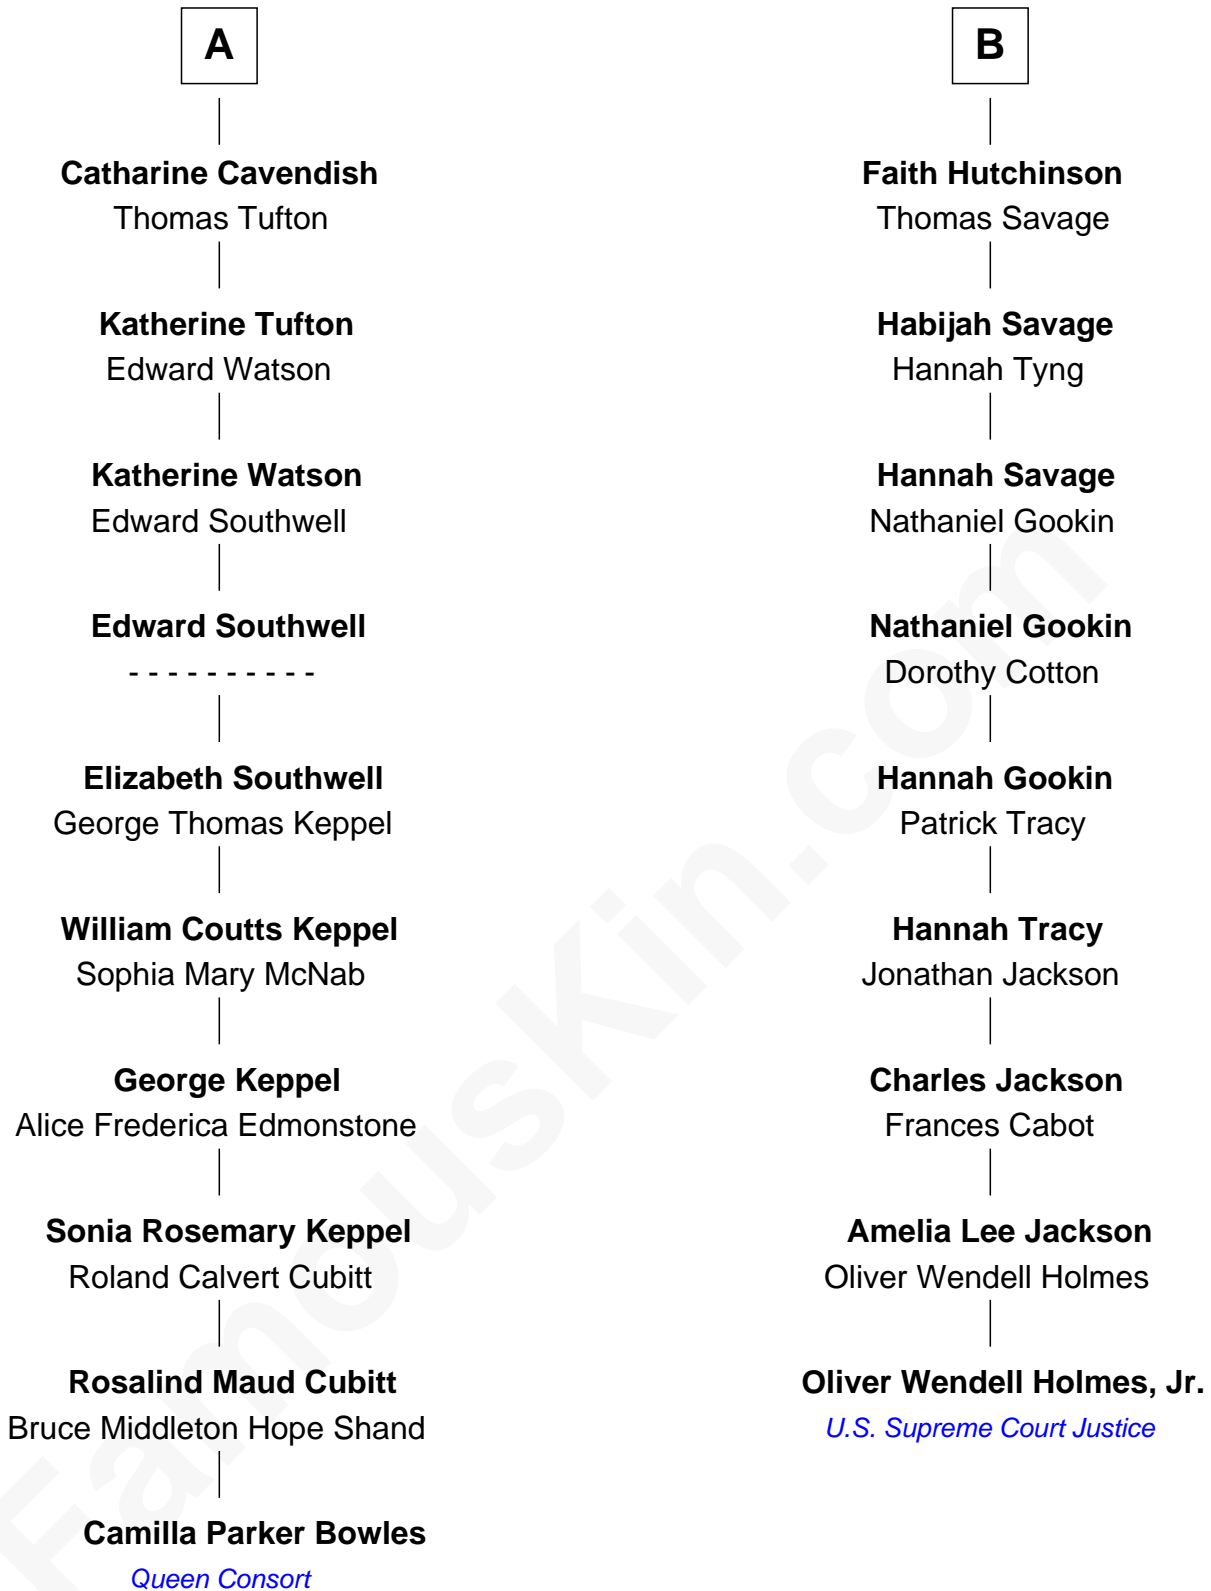 A
Catharine Cavendish
Thomas Tufton
Katherine Tufton
Edward Watson
Katherine Watson
Edward Southwell
Edward Southwell
- - - - - - - - - -
Elizabeth Southwell
George Thomas Keppel
William Coutts Keppel
Sophia Mary McNab
George Keppel
Alice Frederica Edmonstone
Sonia Rosemary Keppel
Roland Calvert Cubitt
Rosalind Maud Cubitt
Bruce Middleton Hope Shand
Camilla Parker Bowles
Queen Consort
B
Faith Hutchinson
Thomas Savage
Habijah Savage
Hannah Tyng
Hannah Savage
Nathaniel Gookin
Nathaniel Gookin
Dorothy Cotton
Hannah Gookin
Patrick Tracy
Hannah Tracy
Jonathan Jackson
Charles Jackson
Frances Cabot
Amelia Lee Jackson
Oliver Wendell Holmes
Oliver Wendell Holmes, Jr.
U.S. Supreme Court Justice
FamousKin.com